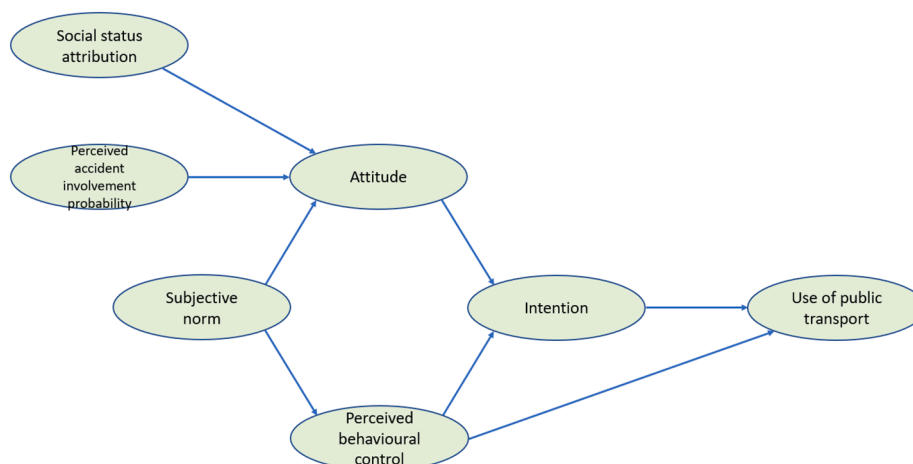 Social status
attribution
Perceived
accident
involvement
probability
Attitude
Subjective
norm
Intention
Use of public
transport
Perceived
behavioural
control